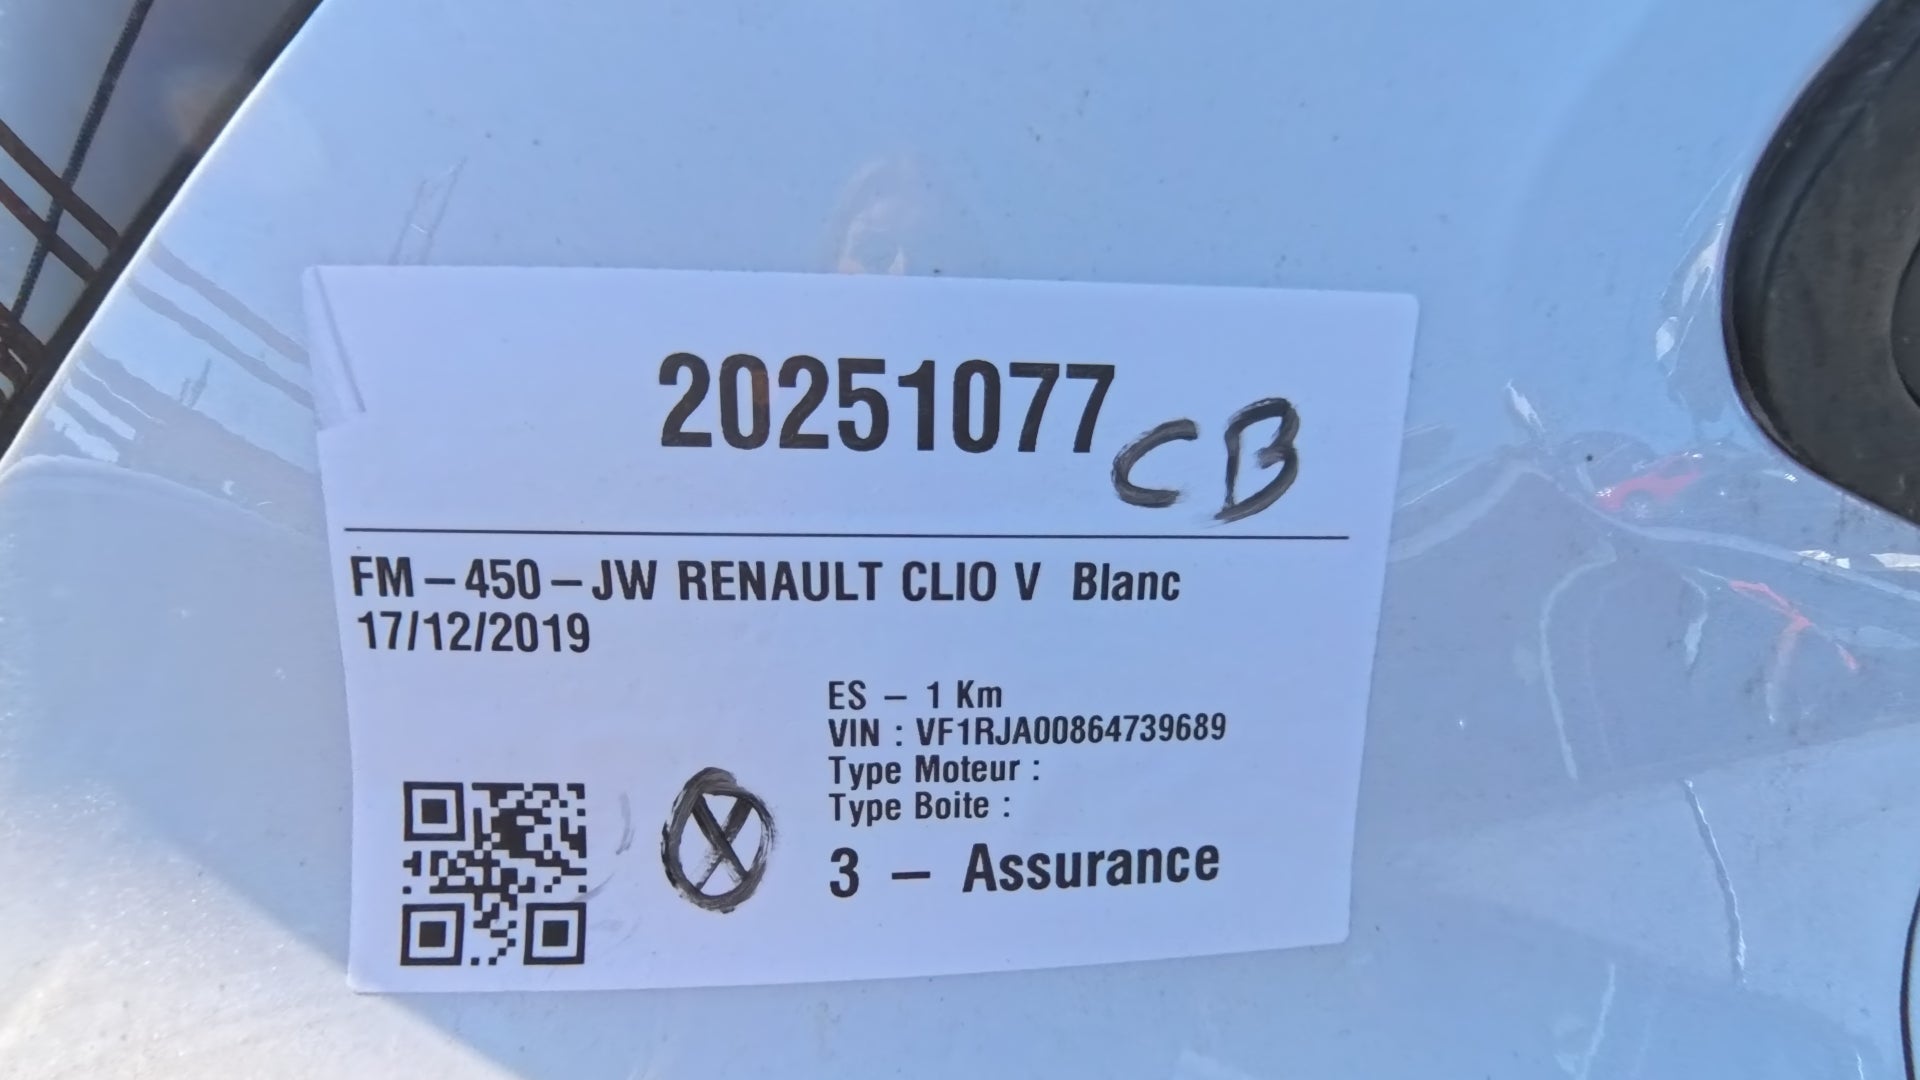 20251077 CB
FM-450-JW RENAULT CLIO V Blanc
17/12/2019
ES - 1 Km
VIN : VF1RJA00864739689
Type Moteur :
Type Boite :
3 - Assurance